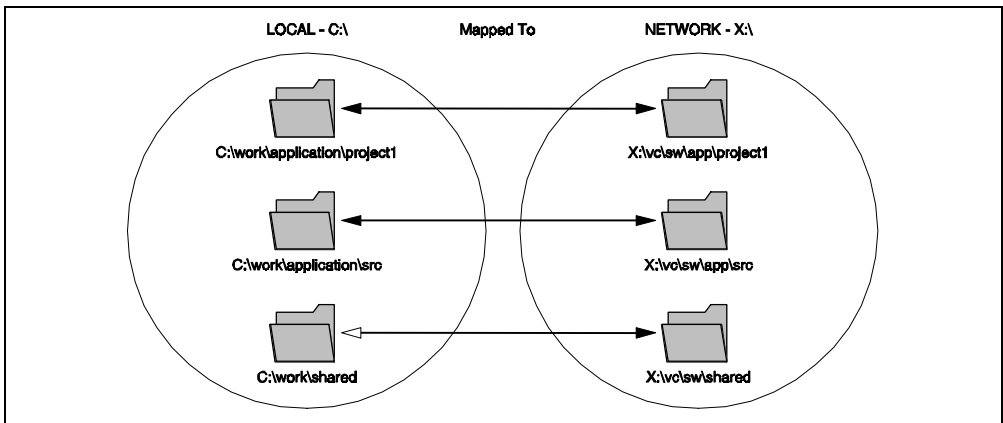 LOCAL - C:\ Mapped To NETWORK - X:\
C:\work\application\project1 X:\vc\sw\app\project1
C:\work\application\src X:\vc\sw\app\src
C:\work\shared X:\vc\sw\shared